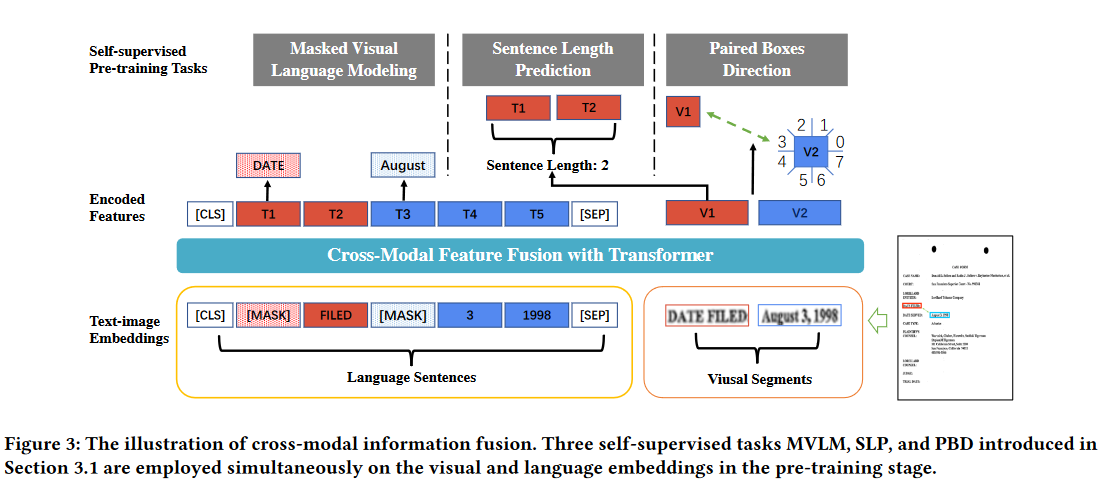 Self-supervised
Pre-training Tasks
Masked Visual
Language Modeling
Sentence Length
Prediction
Paired Boxes
Direction
T1 T2
V1
2 1
3 0
V2
4 7
5 6
DATE August
Sentence Length: 2
Encoded
Features
[CLS] T1 T2 T3 T4 T5 [SEP] V1 V2
Cross-Modal Feature Fusion with Transformer
Text-image
Embeddings
[CLS] [MASK] FILED [MASK] 3 1998 [SEP] DATE FILED August 3, 1998
Language Sentences Viusal Segments
Figure 3: The illustration of cross-modal information fusion. Three self-supervised tasks MVLM, SLP, and PBD introduced in
Section 3.1 are employed simultaneously on the visual and language embeddings in the pre-training stage.